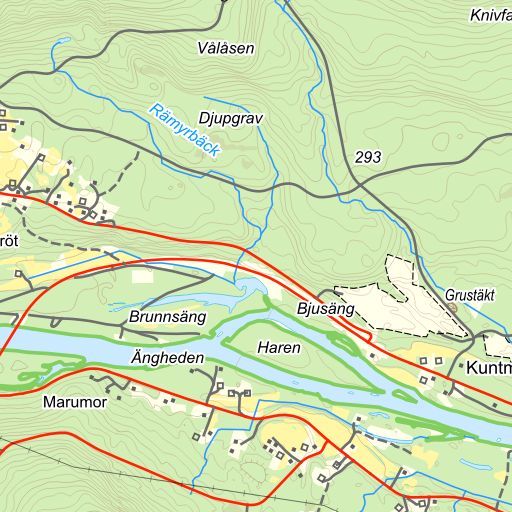 Knivfa
Vålåsen
Djupgrav
Rämyrbäck
293
röt
Grustäkt
Bjusäng
Brunnsäng
Haren
Ängheden
Kuntm
Marumor